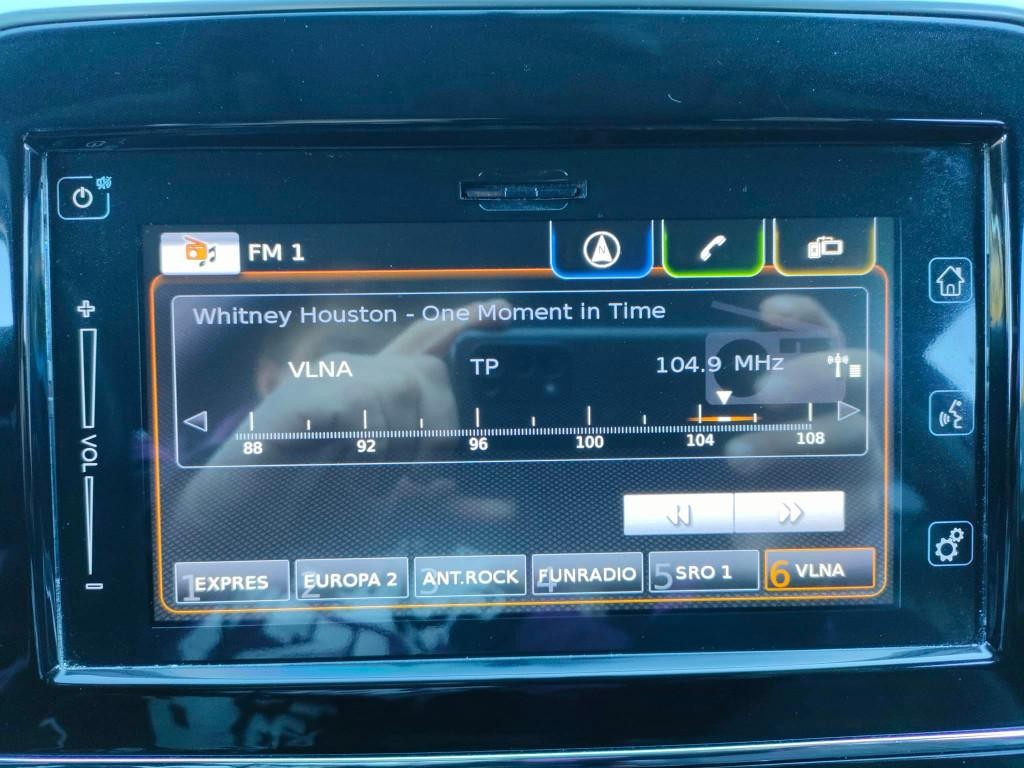 FM 1
Whitney Houston - One Moment in Time
VLNA TP 104.9 MHz
88 92 96 100 104 108
VOL
1 EXPRES 2 EUROPA 2 3 ANT.ROCK 4 FUNRADIO 5 SRO 1 6 VLNA